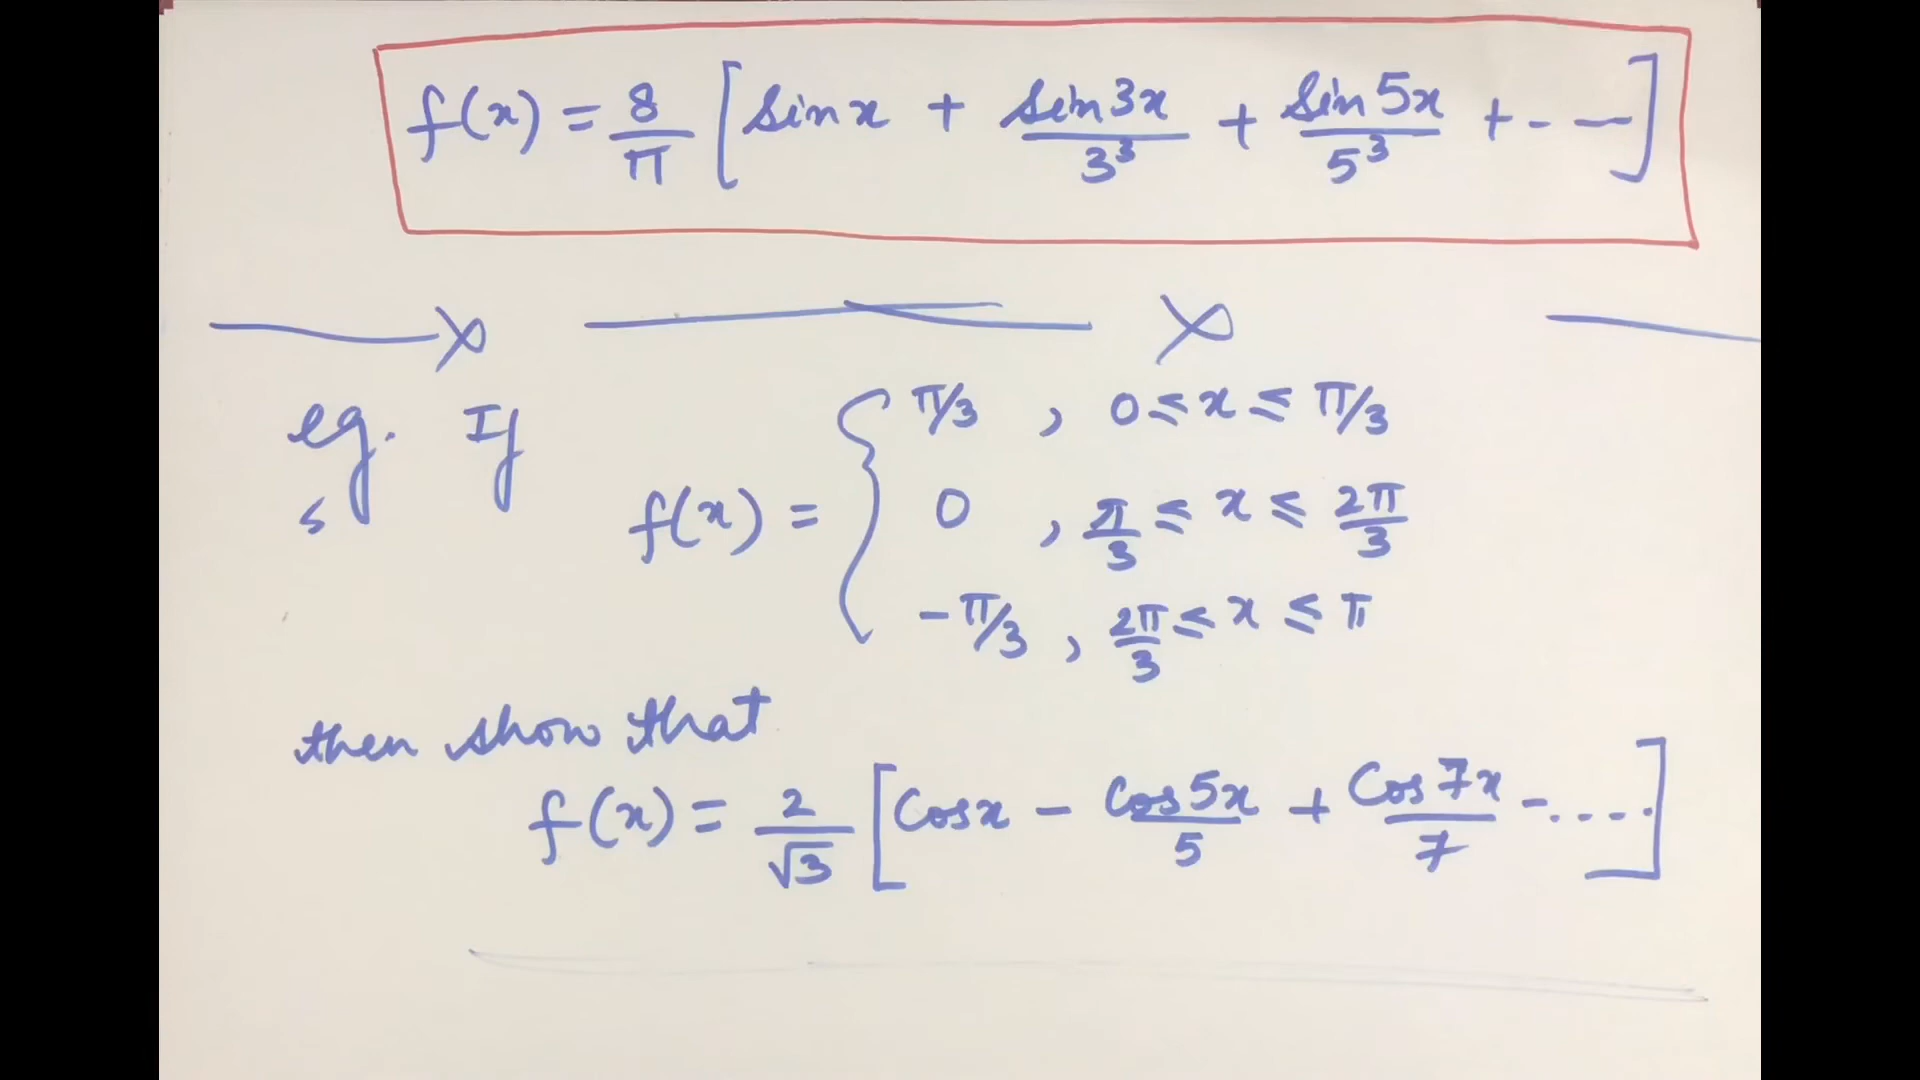 f(x) = 8/π [sin x + sin 3x/3³ + sin 5x/5³ + - —]
eg. If
s
f(x) = { π/3 , 0 ≤ x ≤ π/3
0 , π/3 ≤ x ≤ 2π/3
-π/3 , 2π/3 ≤ x ≤ π
then show that
f(x) = 2/√3 [Cos x - Cos 5x/5 + Cos 7x/7 - ....]